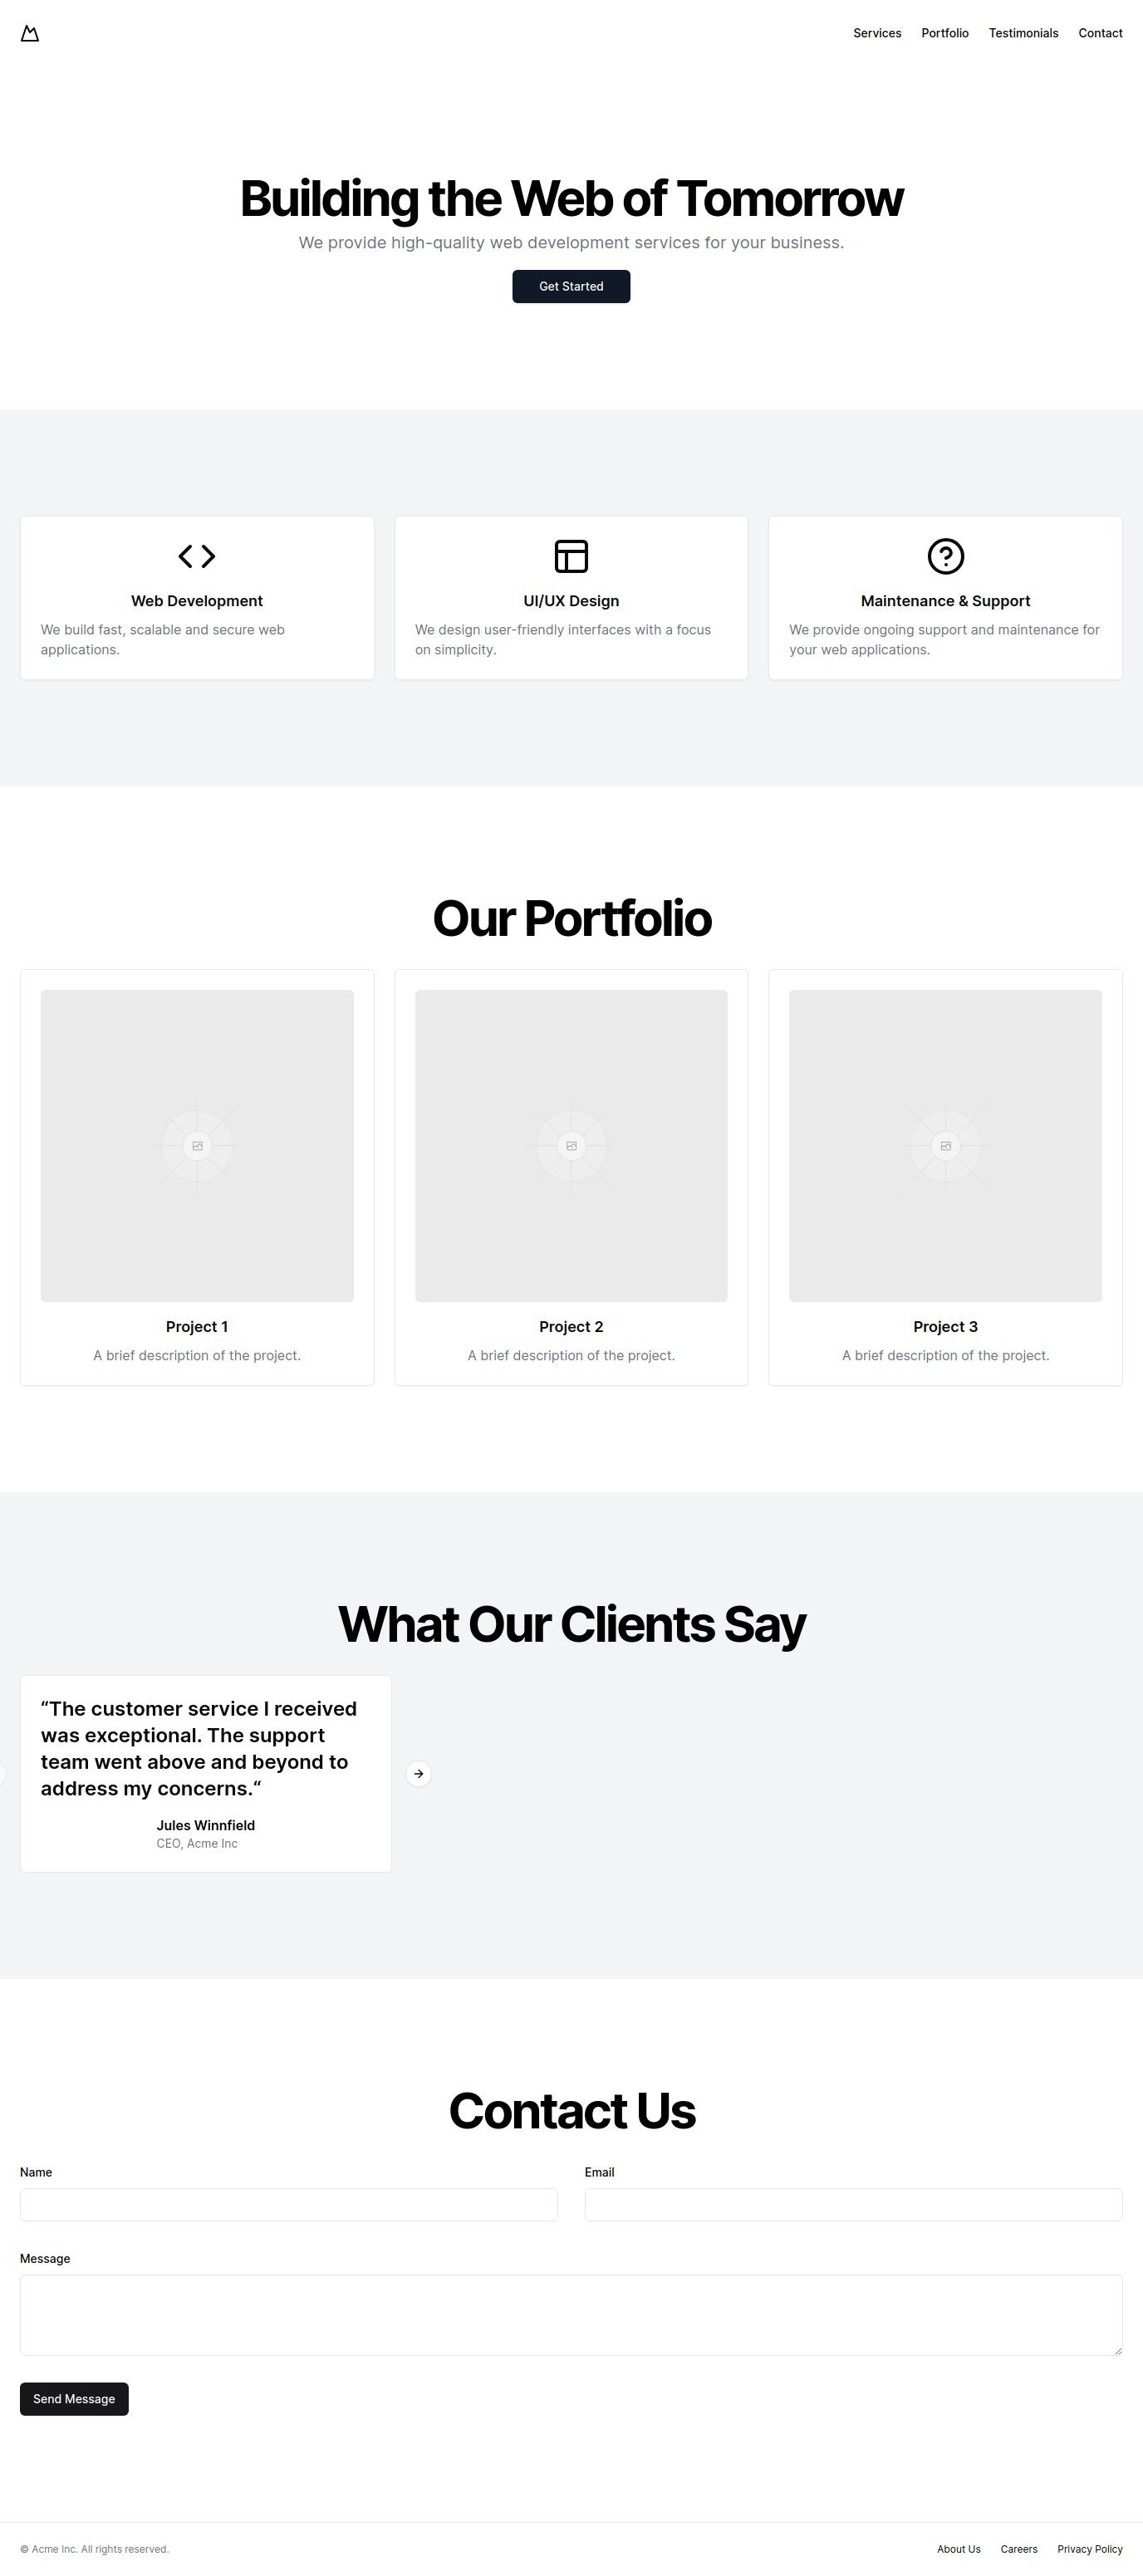 Services Portfolio Testimonials Contact
Building the Web of Tomorrow
We provide high-quality web development services for your business.
Get Started
Web Development
We build fast, scalable and secure web
applications.
UI/UX Design
We design user-friendly interfaces with a focus
on simplicity.
Maintenance & Support
We provide ongoing support and maintenance for
your web applications.
Our Portfolio
Project 1
A brief description of the project.
Project 2
A brief description of the project.
Project 3
A brief description of the project.
What Our Clients Say
“The customer service I received
was exceptional. The support
team went above and beyond to
address my concerns.“
Jules Winnfield
CEO, Acme Inc
Contact Us
Name
Email
Message
Send Message
© Acme Inc. All rights reserved.
About Us Careers Privacy Policy